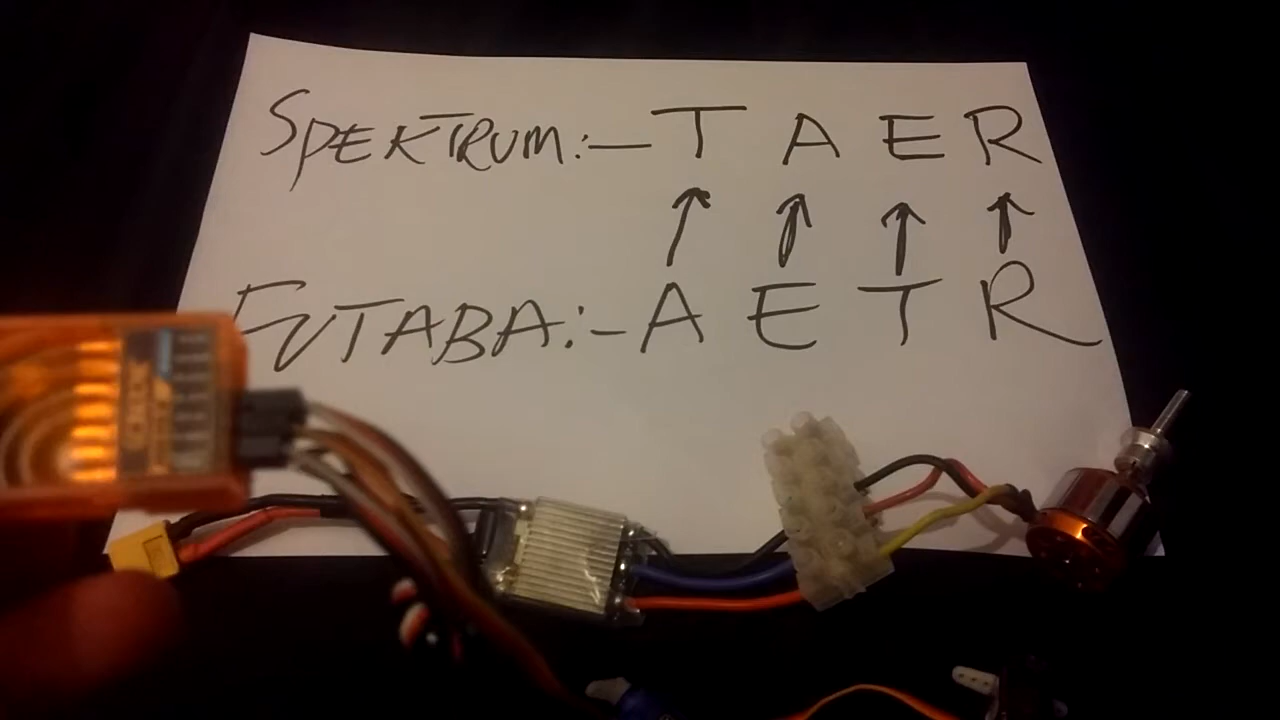 SPEKTRUM:- T A E R
↑ ↑ ↑ ↑
FUTABA:- A E T R